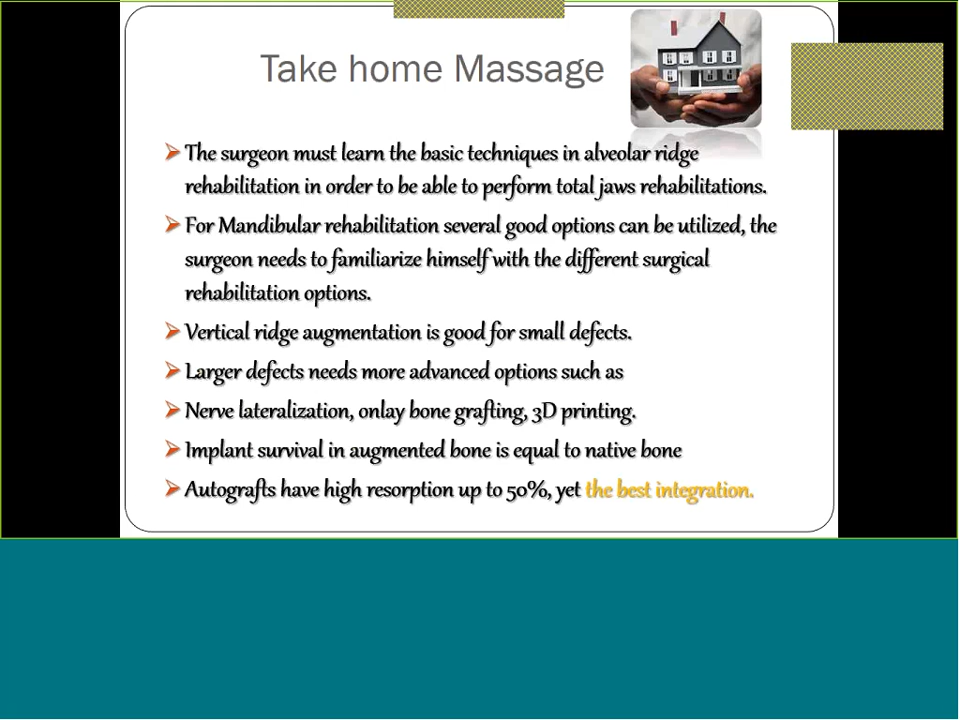 Take home Massage
➢ The surgeon must learn the basic techniques in alveolar ridge
rehabilitation in order to be able to perform total jaws rehabilitations.
➢ For Mandibular rehabilitation several good options can be utilized, the
surgeon needs to familiarize himself with the different surgical
rehabilitation options.
➢ Vertical ridge augmentation is good for small defects.
➢ Larger defects needs more advanced options such as
➢ Nerve lateralization, onlay bone grafting, 3D printing.
➢ Implant survival in augmented bone is equal to native bone
➢ Autografts have high resorption up to 50%, yet the best integration.